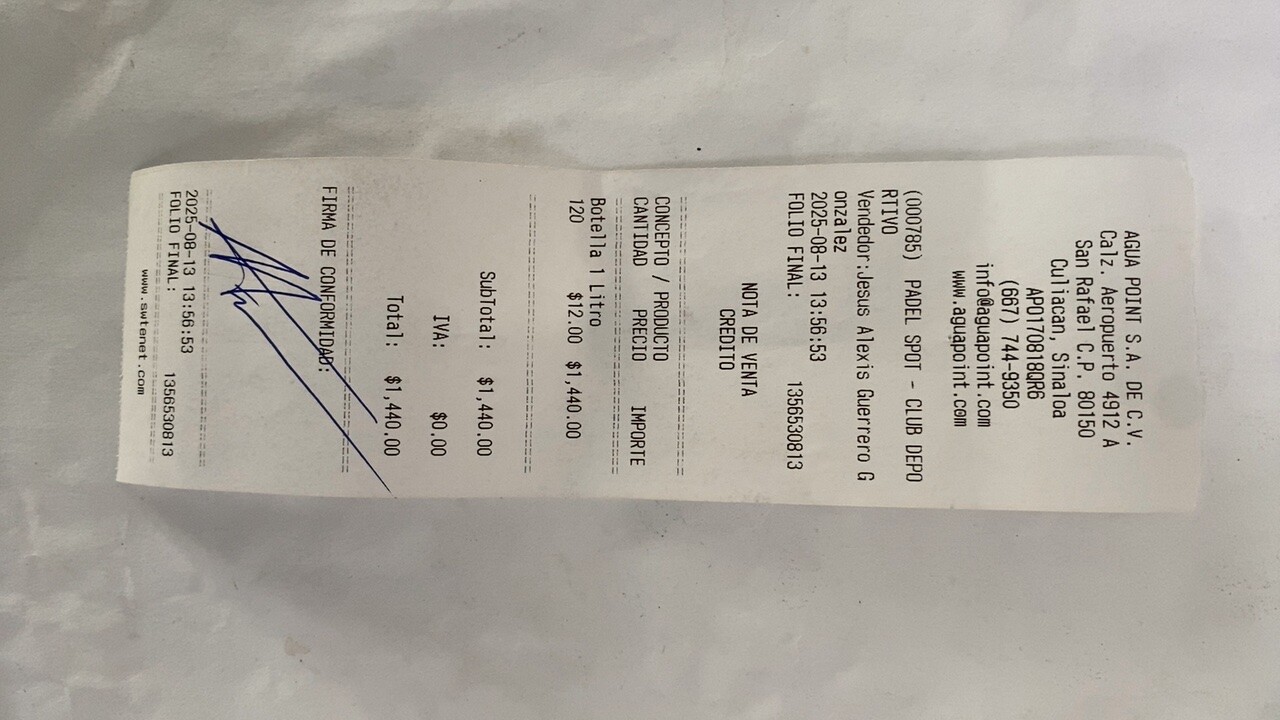 AGUA POINT S.A. DE C.V.
Calz. Aeropuerto 4912 A
San Rafael C.P. 80150
Culiacan, Sinaloa
APO170818QR6
(667) 744-9350
info@aguapoint.com
www.aguapoint.com
(000785) PADEL SPOT - CLUB DEPO
RTIVO
Vendedor:Jesus Alexis Guerrero G
onzalez
2025-08-13 13:56:53
FOLIO FINAL: 1356530813
NOTA DE VENTA
CREDITO
CONCEPTO / PRODUCTO
CANTIDAD PRECIO IMPORTE
Botella 1 Litro
120 $12.00 $1,440.00
SubTotal: $1,440.00
IVA: $0.00
Total: $1,440.00
FIRMA DE CONFORMIDAD:
2025-08-13 13:56:53
FOLIO FINAL: 1356530813
www.swtenet.com